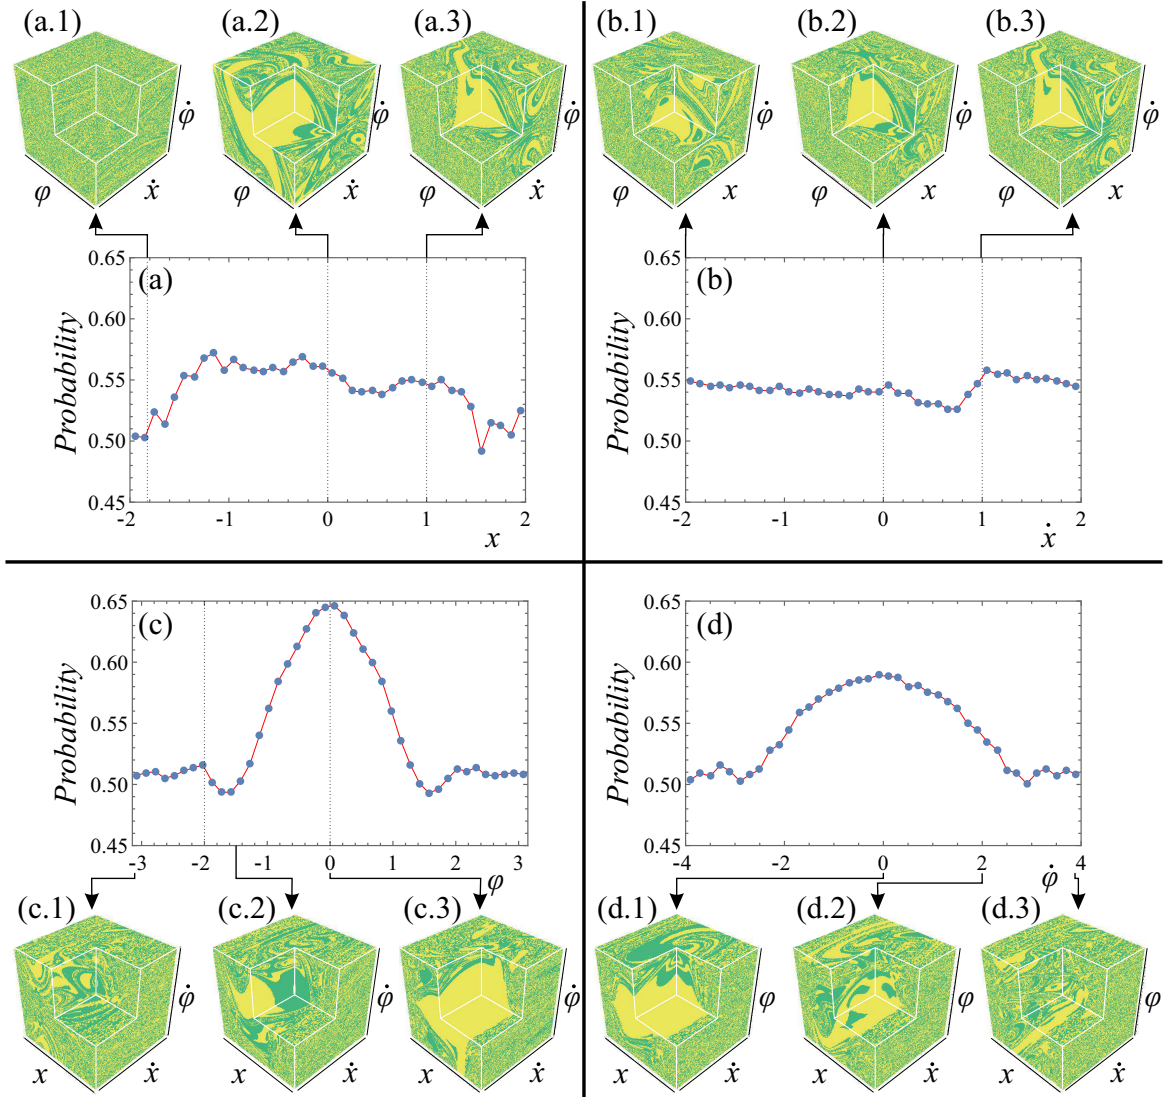 (a.1) (a.2) (a.3) (b.1) (b.2) (b.3)
φ̇ φ̇ φ̇ φ̇ φ̇ φ̇
φ ẋ φ ẋ φ ẋ φ x φ x φ x
0.65 (a) 0.65 (b)
0.60 0.60
Probability Probability
0.55 0.55
0.50 0.50
0.45 0.45
-2 -1 0 1 2 -2 -1 0 1 2
x ẋ
0.65 (c) (d)
0.60 0.60
Probability Probability
0.55 0.55
0.50 0.50
0.45 0.45
-3 -2 -1 0 1 2 3 -4 -2 0 2 4
φ φ̇
(c.1) (c.2) (c.3) (d.1) (d.2) (d.3)
φ̇ φ̇ φ̇ φ φ φ
x ẋ x ẋ x ẋ x ẋ x ẋ x ẋ